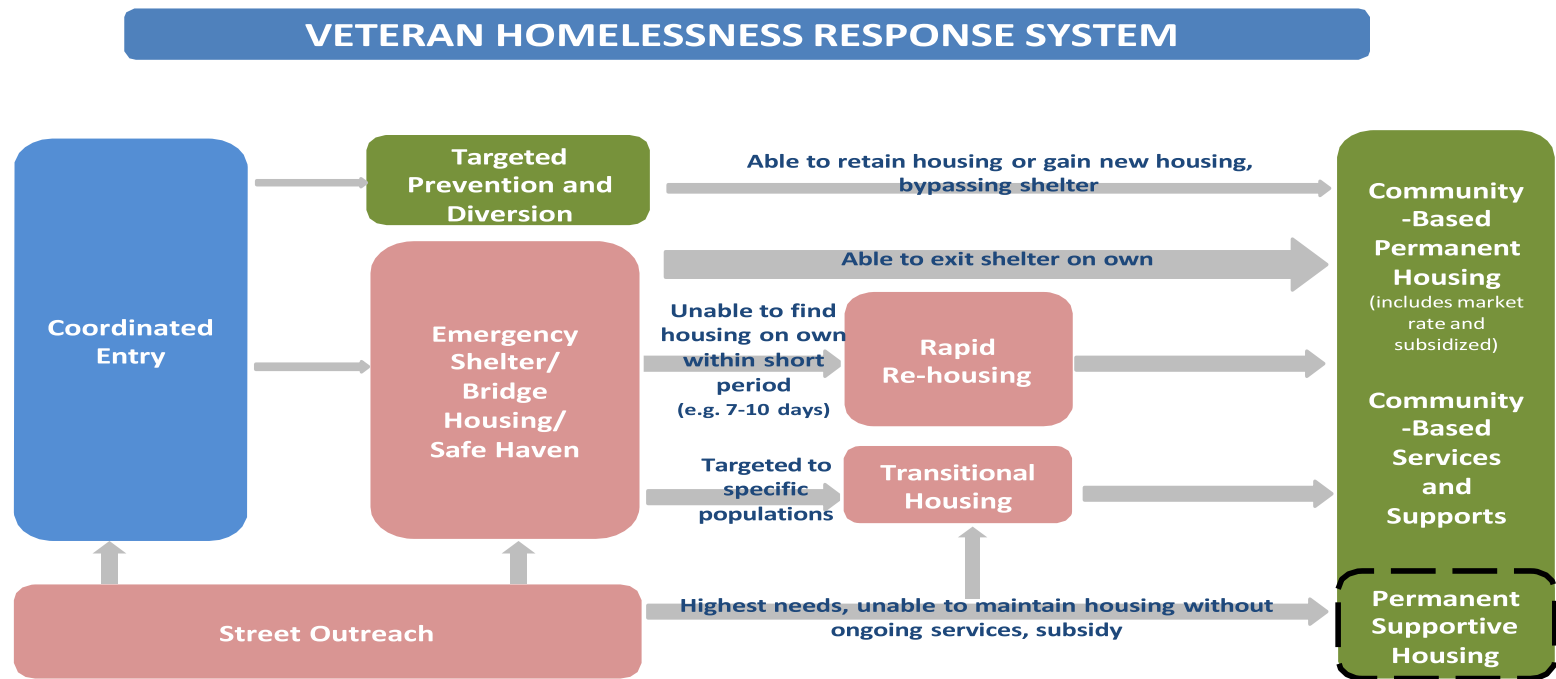 VETERAN HOMELESSNESS RESPONSE SYSTEM
Coordinated
Entry
Targeted
Prevention and
Diversion
Emergency
Shelter/
Bridge
Housing/
Safe Haven
Street Outreach
Able to retain housing or gain new housing,
bypassing shelter
Able to exit shelter on own
Unable to find
housing on own
within short
period
(e.g. 7-10 days)
Rapid
Re-housing
Targeted to
specific
populations
Transitional
Housing
Highest needs, unable to maintain housing without
ongoing services, subsidy
Community
-Based
Permanent
Housing
(includes market
rate and
subsidized)
Community
-Based
Services
and
Supports
Permanent
Supportive
Housing